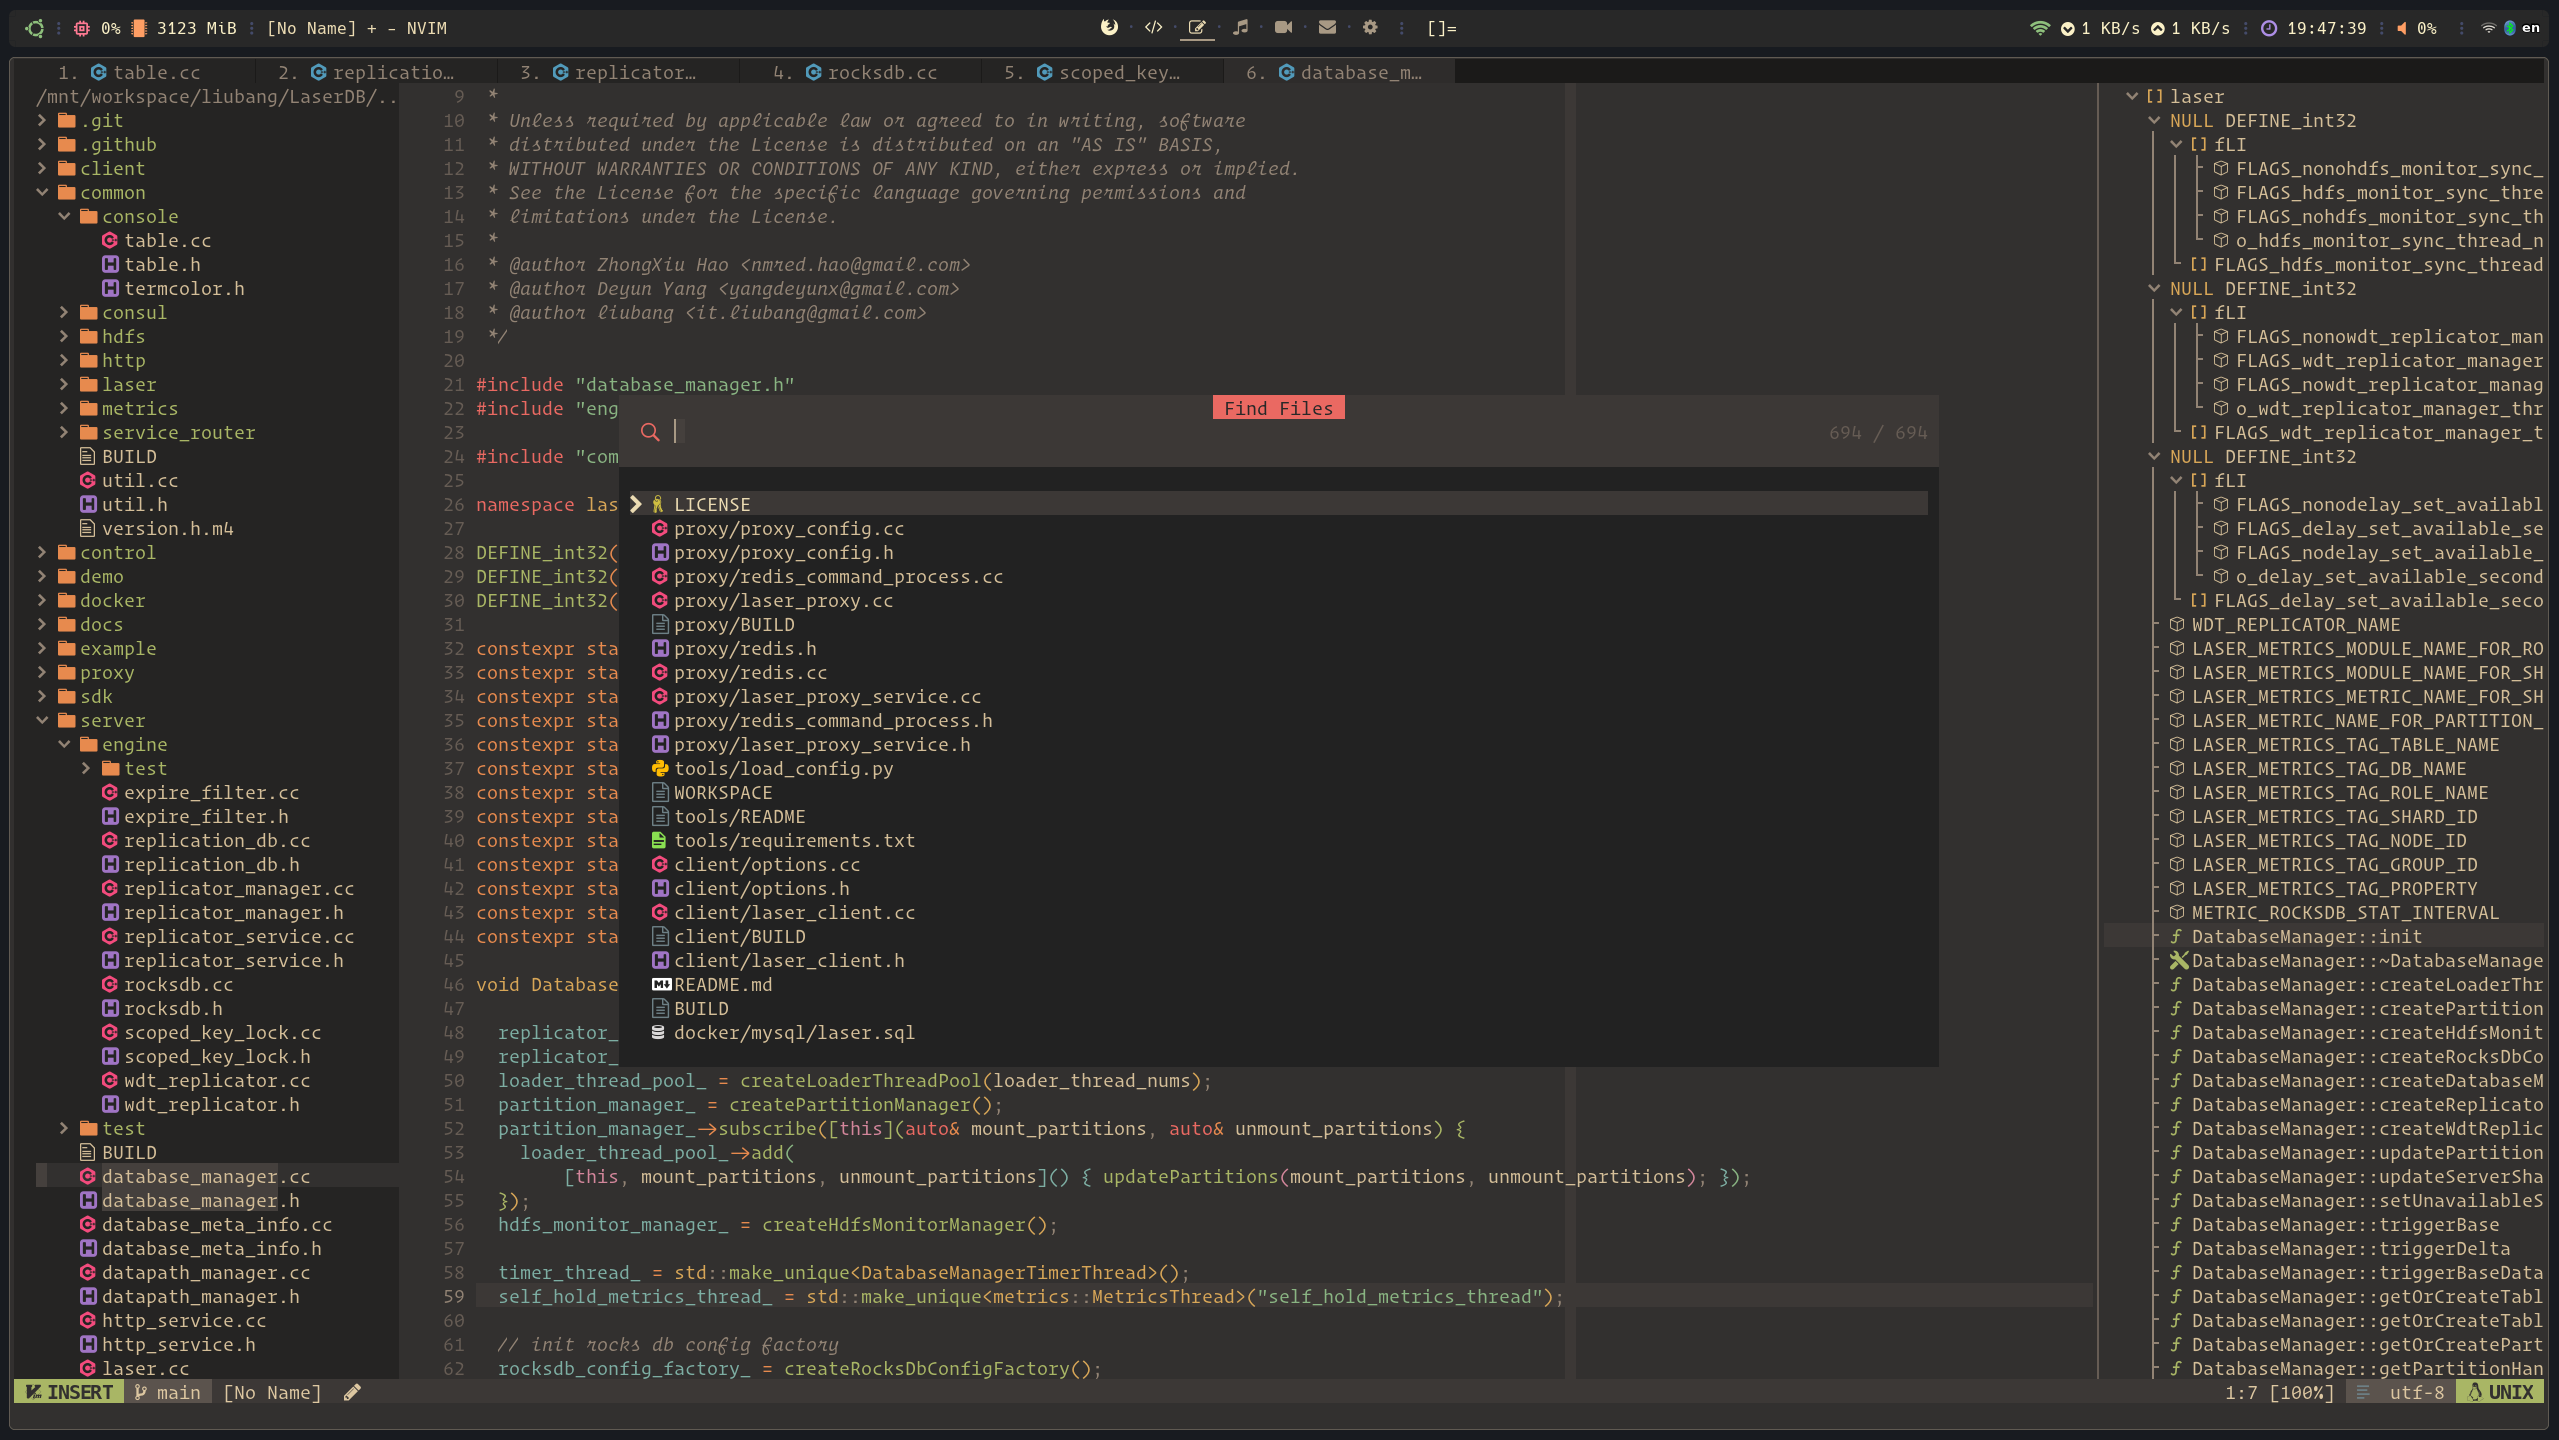 0% 3123 MiB [No Name] + - NVIM
[]=
1 KB/s 1 KB/s 19:47:39 0% en
1. table.cc 2. replicatio… 3. replicator… 4. rocksdb.cc 5. scoped_key… 6. database_m…
/mnt/workspace/liubang/LaserDB/..
.git
.github
client
common
console
table.cc
table.h
termcolor.h
consul
hdfs
http
laser
metrics
service_router
BUILD
util.cc
util.h
version.h.m4
control
demo
docker
docs
example
proxy
sdk
server
engine
test
expire_filter.cc
expire_filter.h
replication_db.cc
replication_db.h
replicator_manager.cc
replicator_manager.h
replicator_service.cc
replicator_service.h
rocksdb.cc
rocksdb.h
scoped_key_lock.cc
scoped_key_lock.h
wdt_replicator.cc
wdt_replicator.h
test
BUILD
database_manager.cc
database_manager.h
database_meta_info.cc
database_meta_info.h
datapath_manager.cc
datapath_manager.h
http_service.cc
http_service.h
laser.cc
9 *
10 * Unless required by applicable law or agreed to in writing, software
11 * distributed under the License is distributed on an "AS IS" BASIS,
12 * WITHOUT WARRANTIES OR CONDITIONS OF ANY KIND, either express or implied.
13 * See the License for the specific language governing permissions and
14 * limitations under the License.
15 *
16 * @author ZhongXiu Hao <nmred.hao@gmail.com>
17 * @author Deyun Yang <yangdeyunx@gmail.com>
18 * @author liubang <it.liubang@gmail.com>
19 */
20
21 #include "database_manager.h"
22 #include "eng
23
24 #include "com
25
26 namespace las
27
28 DEFINE_int32(
29 DEFINE_int32(
30 DEFINE_int32(
31
32 constexpr sta
33 constexpr sta
34 constexpr sta
35 constexpr sta
36 constexpr sta
37 constexpr sta
38 constexpr sta
39 constexpr sta
40 constexpr sta
41 constexpr sta
42 constexpr sta
43 constexpr sta
44 constexpr sta
45
46 void Database
47
48 replicator_
49 replicator_
50 loader_thread_pool_ = createLoaderThreadPool(loader_thread_nums);
51 partition_manager_ = createPartitionManager();
52 partition_manager_->subscribe([this](auto& mount_partitions, auto& unmount_partitions) {
53 loader_thread_pool_->add(
54 [this, mount_partitions, unmount_partitions]() { updatePartitions(mount_partitions, unmount_partitions); });
55 });
56 hdfs_monitor_manager_ = createHdfsMonitorManager();
57
58 timer_thread_ = std::make_unique<DatabaseManagerTimerThread>();
59 self_hold_metrics_thread_ = std::make_unique<metrics::MetricsThread>("self_hold_metrics_thread");
60
61 // init rocks db config factory
62 rocksdb_config_factory_ = createRocksDbConfigFactory();
Find Files
694 / 694
LICENSE
proxy/proxy_config.cc
proxy/proxy_config.h
proxy/redis_command_process.cc
proxy/laser_proxy.cc
proxy/BUILD
proxy/redis.h
proxy/redis.cc
proxy/laser_proxy_service.cc
proxy/redis_command_process.h
proxy/laser_proxy_service.h
tools/load_config.py
WORKSPACE
tools/README
tools/requirements.txt
client/options.cc
client/options.h
client/laser_client.cc
client/BUILD
client/laser_client.h
README.md
BUILD
docker/mysql/laser.sql
[] laser
NULL DEFINE_int32
[] fLI
FLAGS_nonohdfs_monitor_sync_
FLAGS_hdfs_monitor_sync_thre
FLAGS_nohdfs_monitor_sync_th
o_hdfs_monitor_sync_thread_n
[] FLAGS_hdfs_monitor_sync_thread
NULL DEFINE_int32
[] fLI
FLAGS_nonowdt_replicator_man
FLAGS_wdt_replicator_manager
FLAGS_nowdt_replicator_manag
o_wdt_replicator_manager_thr
[] FLAGS_wdt_replicator_manager_t
NULL DEFINE_int32
[] fLI
FLAGS_nonodelay_set_availabl
FLAGS_delay_set_available_se
FLAGS_nodelay_set_available_
o_delay_set_available_second
[] FLAGS_delay_set_available_seco
WDT_REPLICATOR_NAME
LASER_METRICS_MODULE_NAME_FOR_RO
LASER_METRICS_MODULE_NAME_FOR_SH
LASER_METRICS_METRIC_NAME_FOR_SH
LASER_METRIC_NAME_FOR_PARTITION_
LASER_METRICS_TAG_TABLE_NAME
LASER_METRICS_TAG_DB_NAME
LASER_METRICS_TAG_ROLE_NAME
LASER_METRICS_TAG_SHARD_ID
LASER_METRICS_TAG_NODE_ID
LASER_METRICS_TAG_GROUP_ID
LASER_METRICS_TAG_PROPERTY
METRIC_ROCKSDB_STAT_INTERVAL
DatabaseManager::init
DatabaseManager::~DatabaseManage
DatabaseManager::createLoaderThr
DatabaseManager::createPartition
DatabaseManager::createHdfsMonit
DatabaseManager::createRocksDbCo
DatabaseManager::createDatabaseM
DatabaseManager::createReplicato
DatabaseManager::createWdtReplic
DatabaseManager::updatePartition
DatabaseManager::updateServerSha
DatabaseManager::setUnavailableS
DatabaseManager::triggerBase
DatabaseManager::triggerDelta
DatabaseManager::triggerBaseData
DatabaseManager::getOrCreateTabl
DatabaseManager::getOrCreateTabl
DatabaseManager::getOrCreatePart
DatabaseManager::getPartitionHan
INSERT main [No Name] 1:7 [100%] utf-8 UNIX